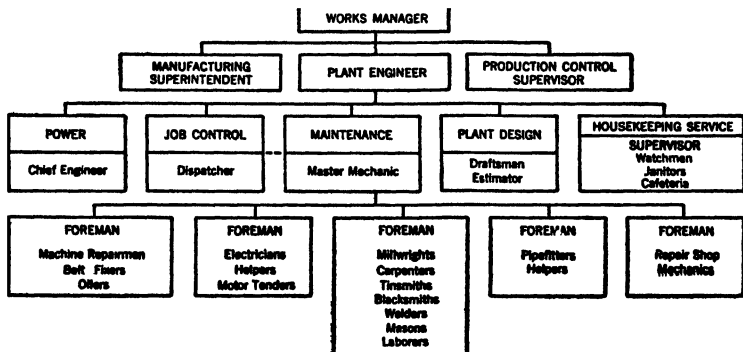 WORKS MANAGER
MANUFACTURING
SUPERINTENDENT
PLANT ENGINEER
PRODUCTION CONTROL
SUPERVISOR
POWER
Chief Engineer
JOB CONTROL
Dispatcher
MAINTENANCE
Master Mechanic
PLANT DESIGN
Draftsman
Estimator
HOUSEKEEPING SERVICE
SUPERVISOR
Watchmen
Janitors
Cafeteria
FOREMAN
Machine Repairmen
Belt Fixers
Oilers
FOREMAN
Electricians
Helpers
Motor Tenders
FOREMAN
Millwrights
Carpenters
Tinsmiths
Blacksmiths
Welders
Masons
Laborers
FOREMAN
Pipefitters
Helpers
FOREMAN
Repair Shop
Mechanics